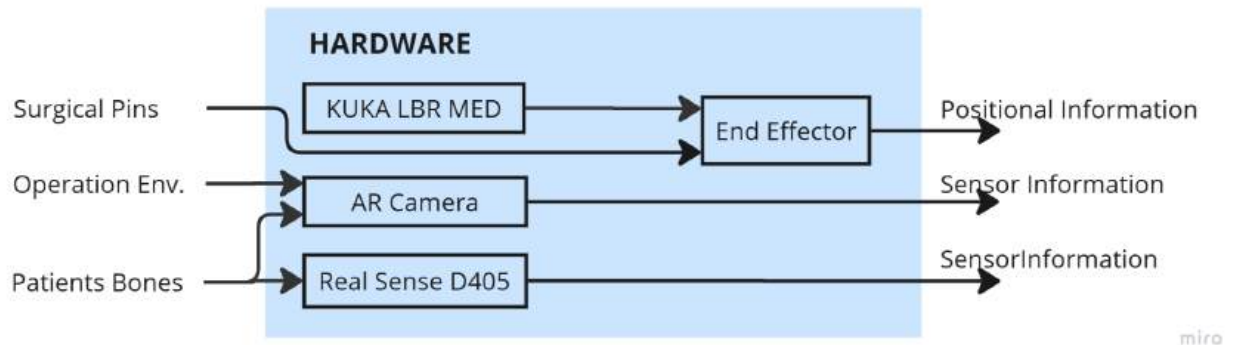 HARDWARE
Surgical Pins
KUKA LBR MED
End Effector
Positional Information
Operation Env.
AR Camera
Sensor Information
Patients Bones
Real Sense D405
SensorInformation
miro